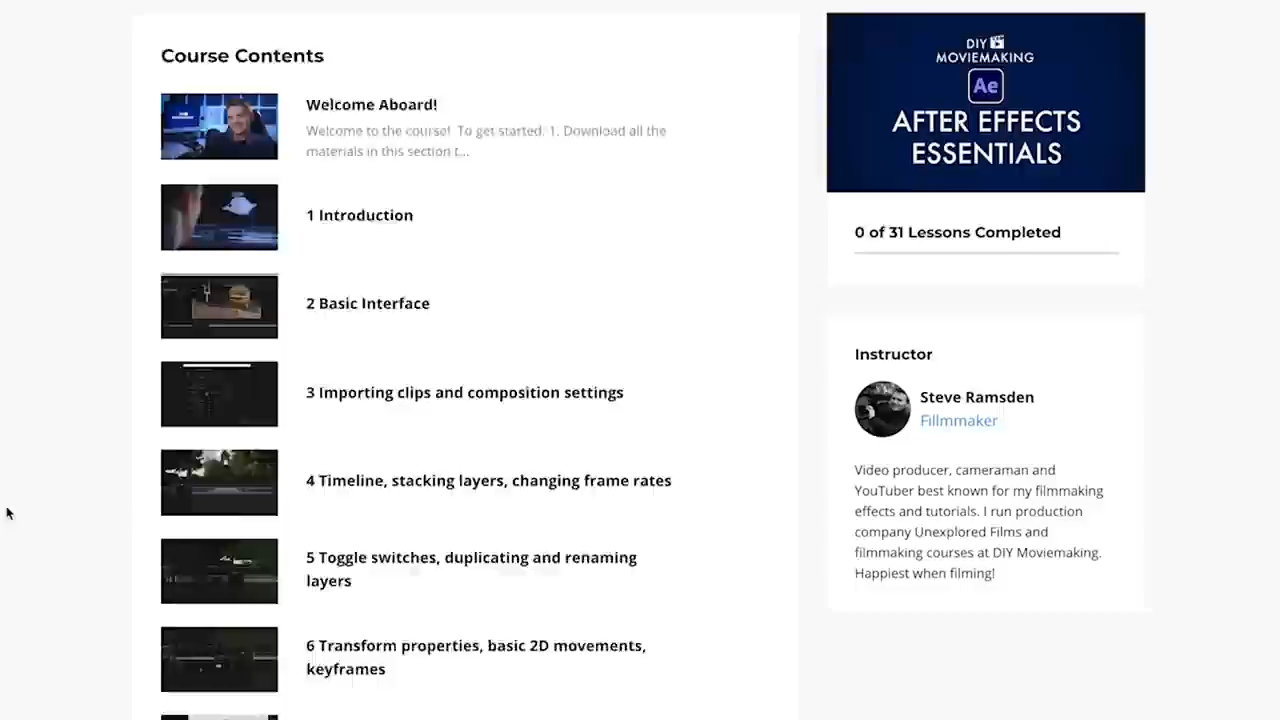 Course Contents
Welcome Aboard!
Welcome to the course! To get started: 1. Download all the
materials in this section t...
1 Introduction
2 Basic Interface
3 Importing clips and composition settings
4 Timeline, stacking layers, changing frame rates
5 Toggle switches, duplicating and renaming
layers
6 Transform properties, basic 2D movements,
keyframes
DIY
MOVIEMAKING
Ae
AFTER EFFECTS
ESSENTIALS
0 of 31 Lessons Completed
Instructor
Steve Ramsden
Fillmmaker
Video producer, cameraman and
YouTuber best known for my filmmaking
effects and tutorials. I run production
company Unexplored Films and
filmmaking courses at DIY Moviemaking.
Happiest when filming!